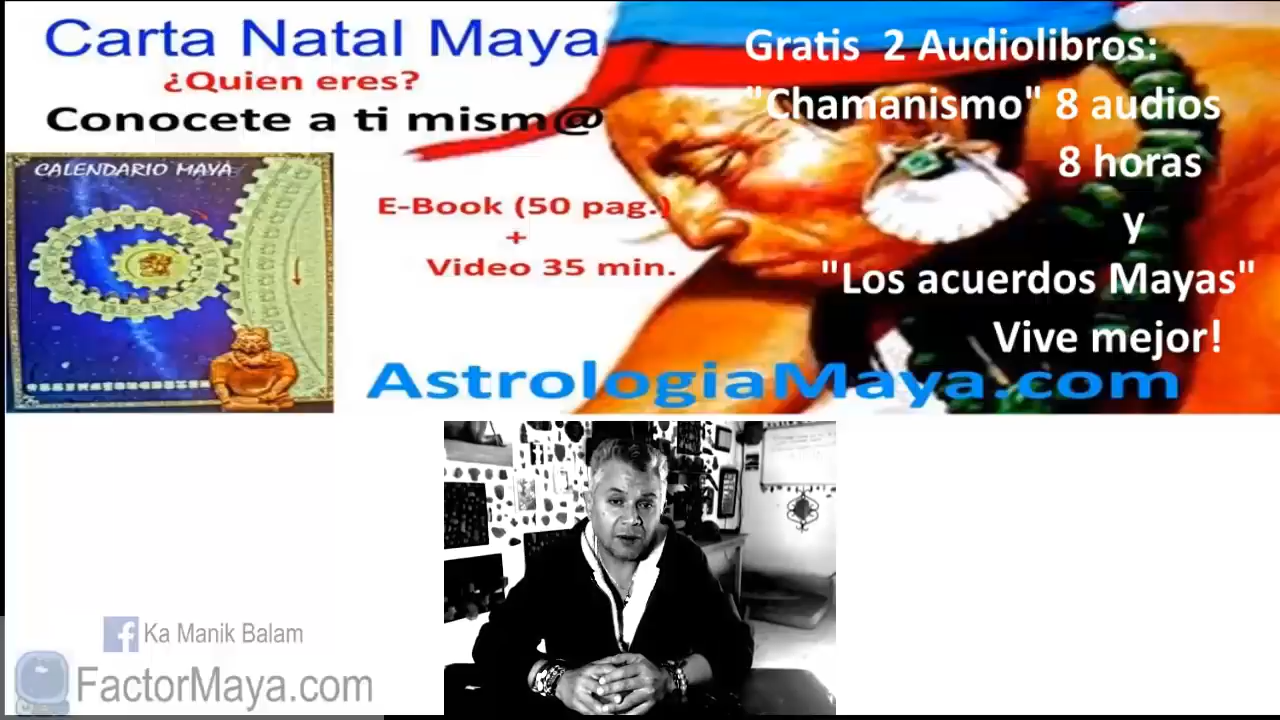 Carta Natal Maya
¿Quien eres?
Conocete a ti mism@
CALENDARIO MAYA
E-Book (50 pag.)
+
Video 35 min.
Gratis 2 Audiolibros:
"Chamanismo" 8 audios
8 horas
y
"Los acuerdos Mayas"
Vive mejor!
AstrologiaMaya.com
Ka Manik Balam
FactorMaya.com